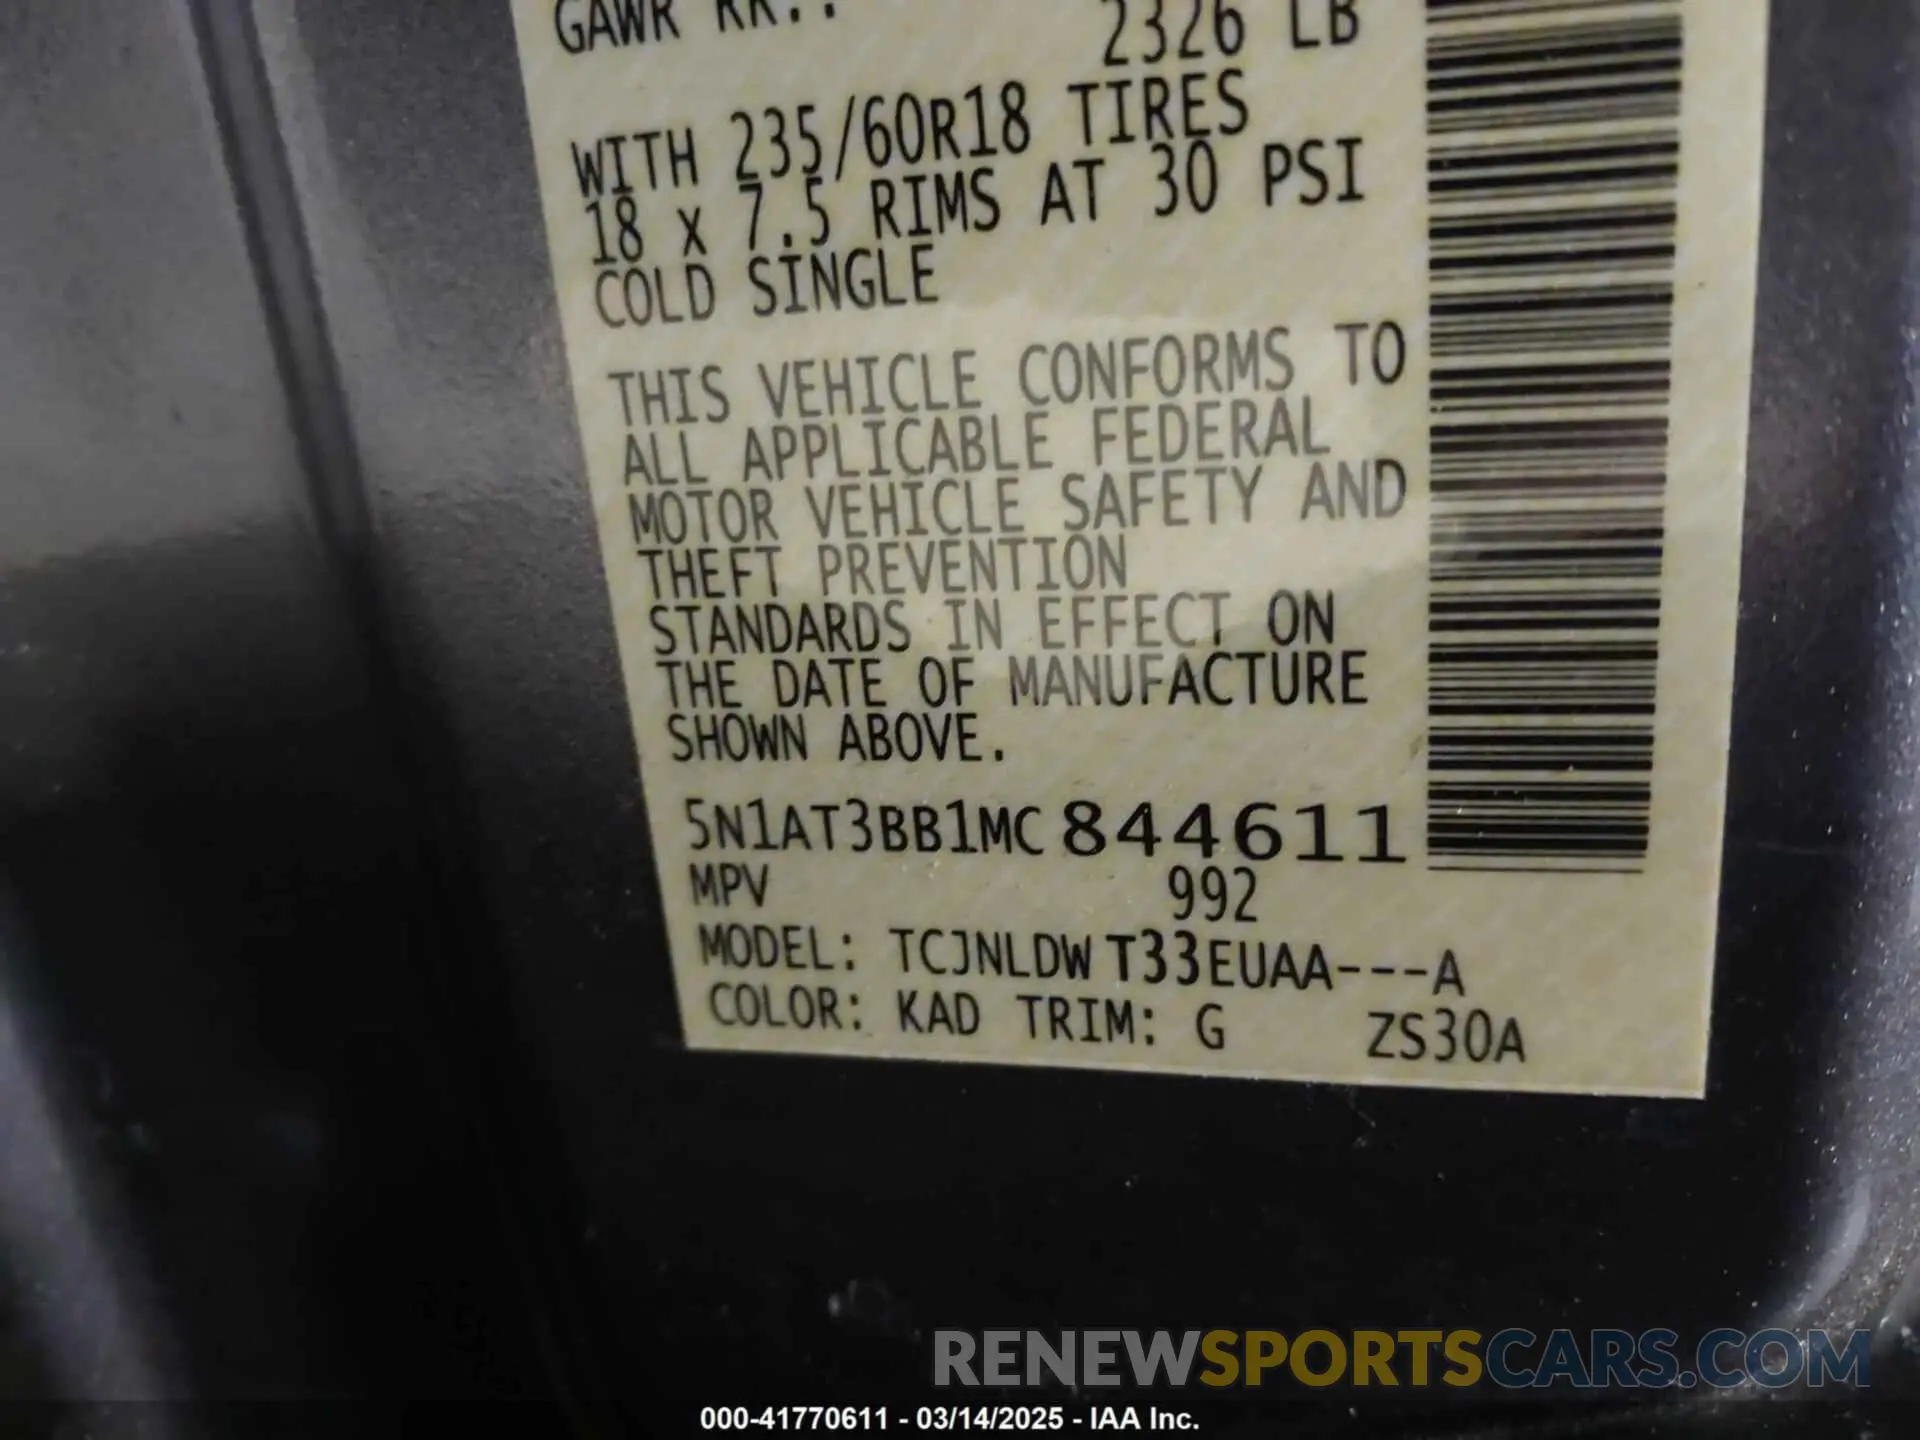 GAWR RR.: 2326 LB
WITH 235/60R18 TIRES
18 x 7.5 RIMS AT 30 PSI
COLD SINGLE
THIS VEHICLE CONFORMS TO
ALL APPLICABLE FEDERAL
MOTOR VEHICLE SAFETY AND
THEFT PREVENTION
STANDARDS IN EFFECT ON
THE DATE OF MANUFACTURE
SHOWN ABOVE.
5N1AT3BB1MC844611
MPV 992
MODEL: TCJNLDW T33EUAA---A
COLOR: KAD TRIM: G ZS30A
RENEWSPORTSCARS.COM
000-41770611 - 03/14/2025 - IAA Inc.